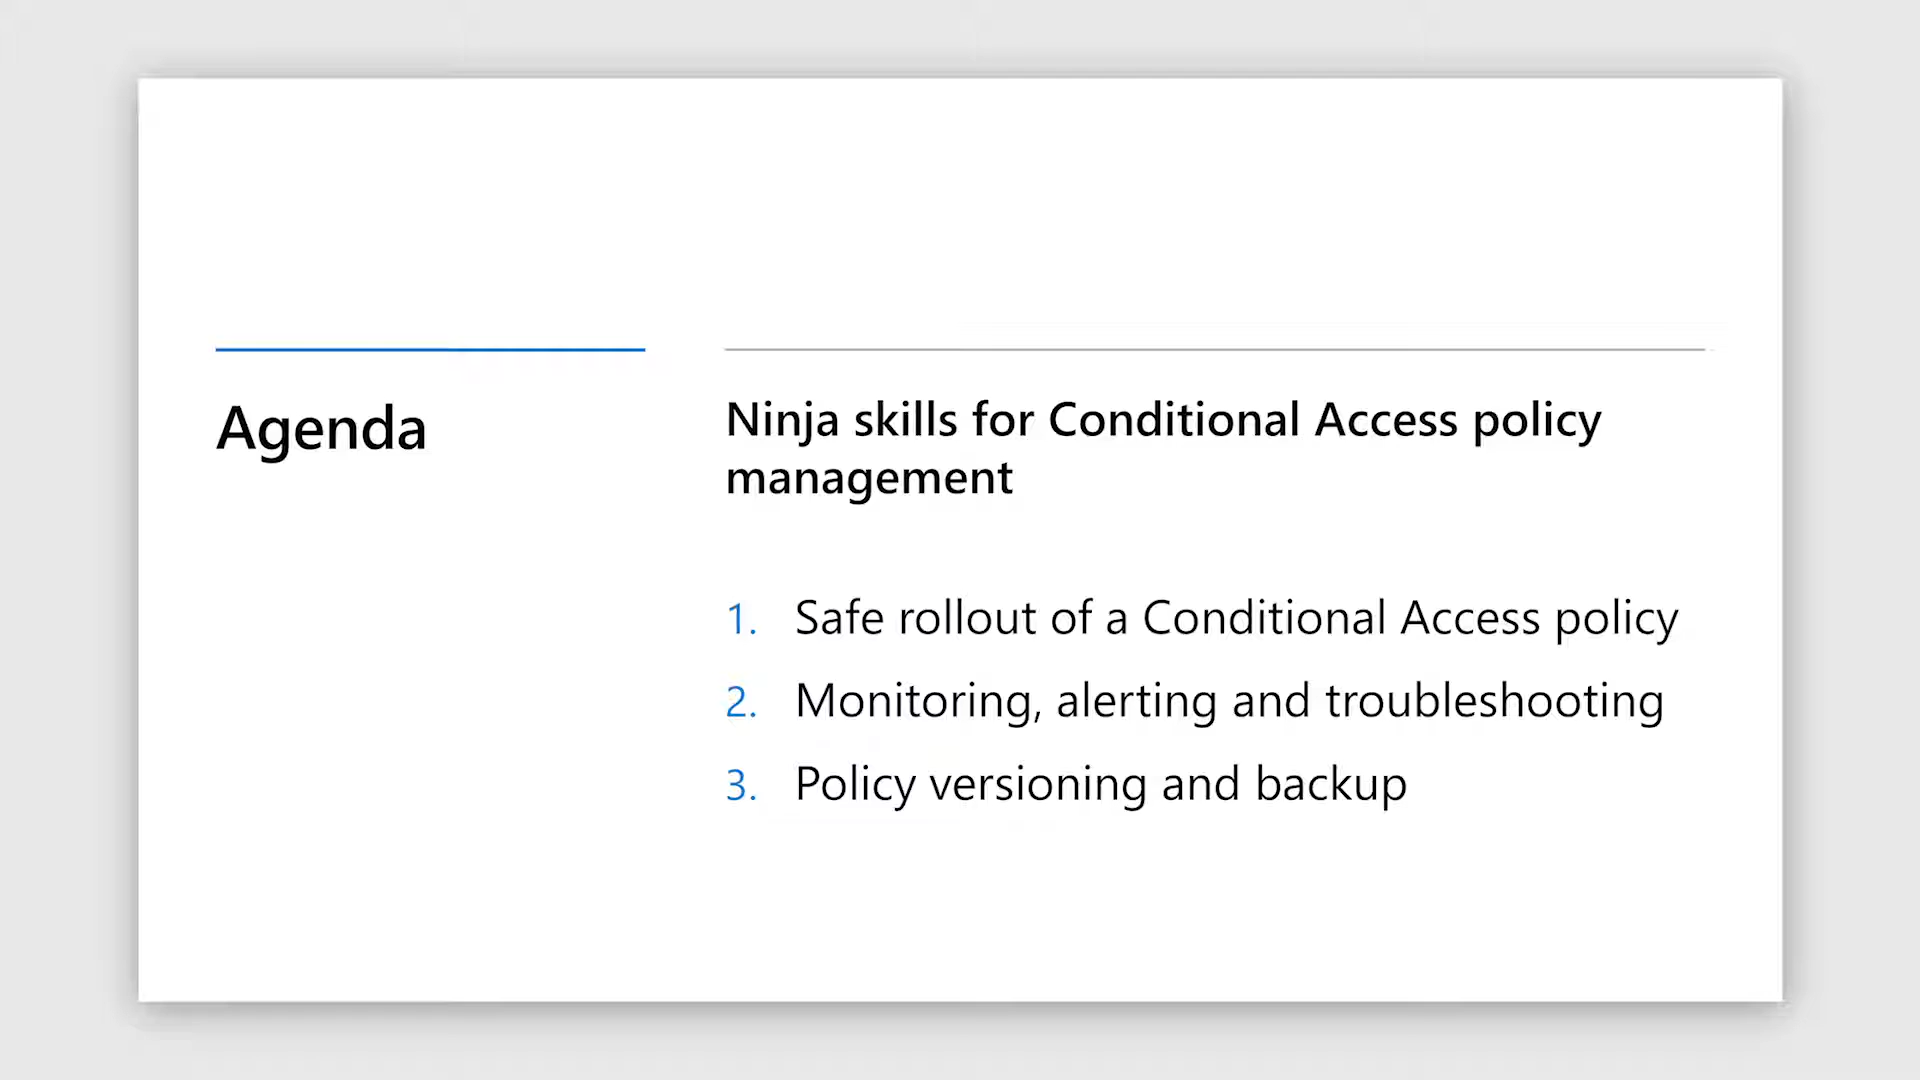 Agenda
Ninja skills for Conditional Access policy
management
1. Safe rollout of a Conditional Access policy
2. Monitoring, alerting and troubleshooting
3. Policy versioning and backup